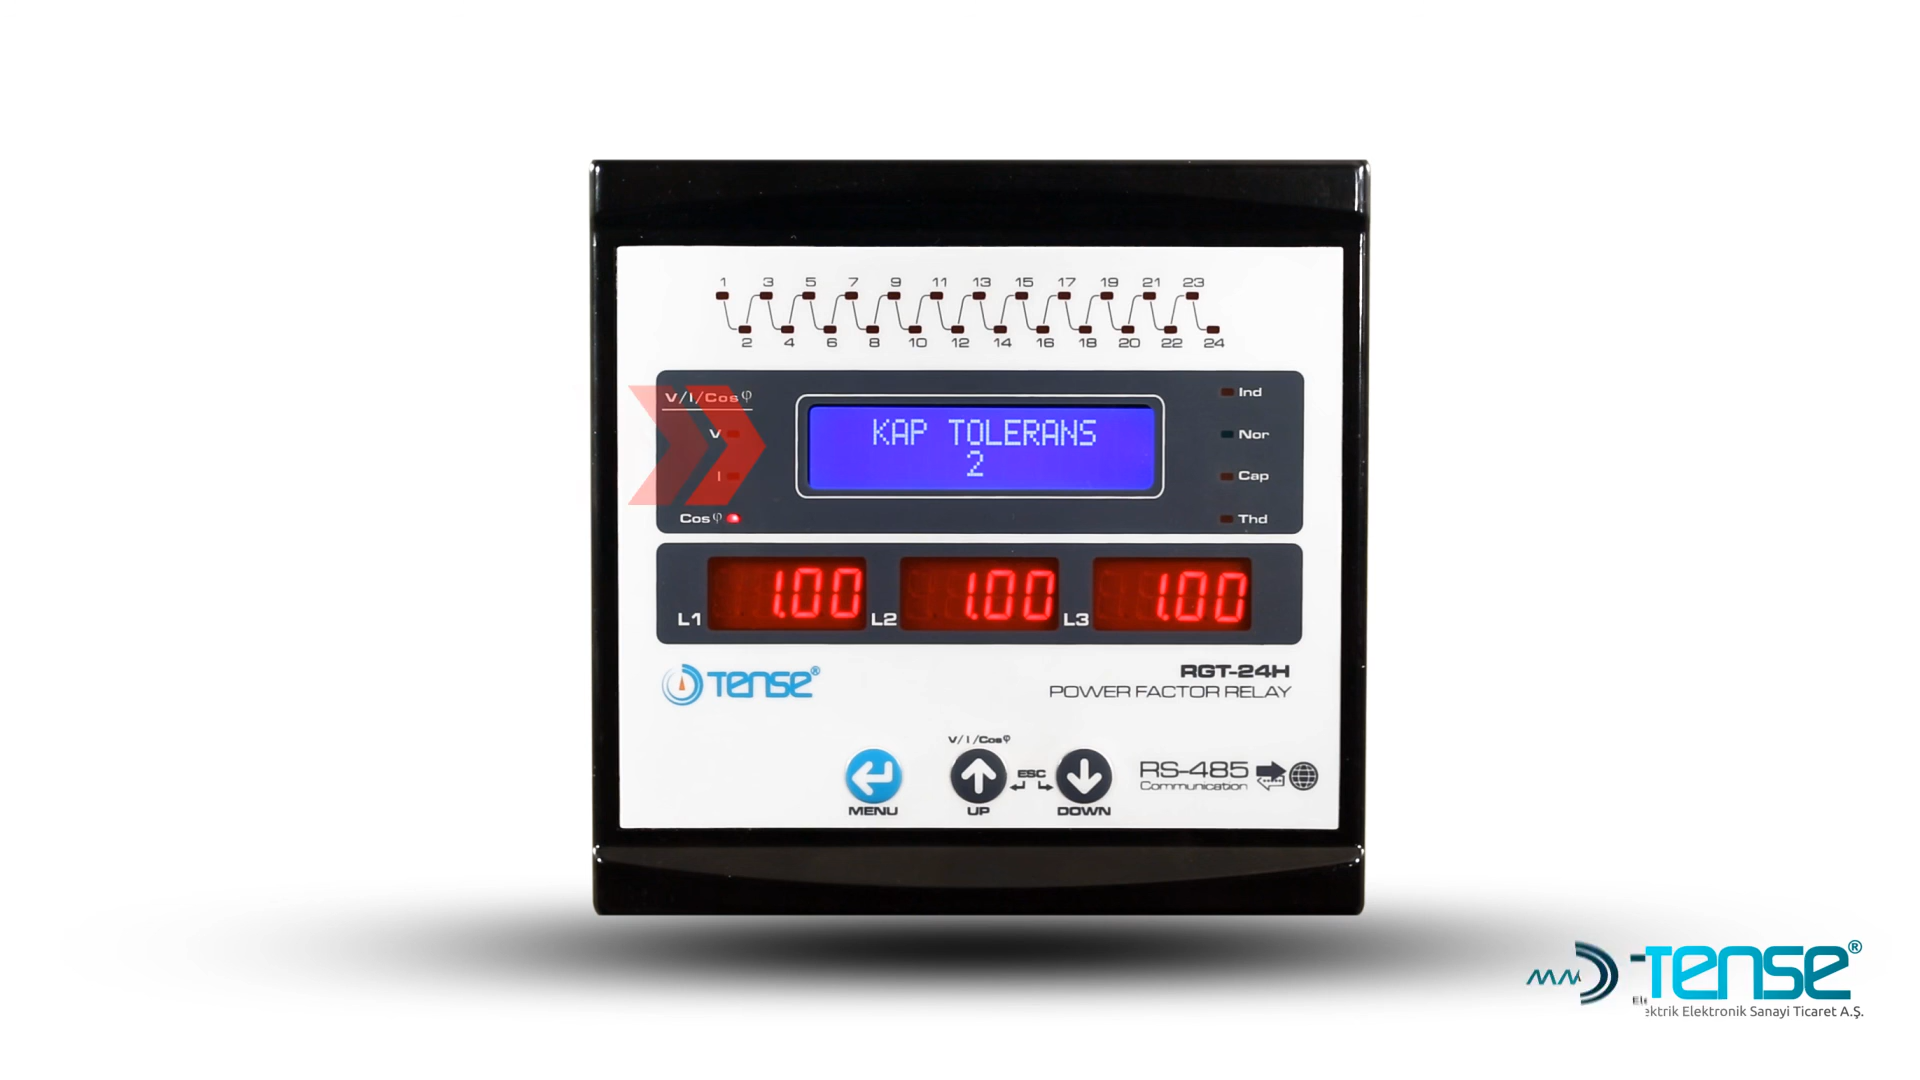 1 3 5 7 9 11 13 15 17 19 21 23
2 4 6 8 10 12 14 16 18 20 22 24
V/I/Cosφ
V
I
Cosφ
KAP TOLERANS
2
Ind
Nor
Cap
Thd
L1 1.00 L2 1.00 L3 1.00
TENSE®
RGT-24H
POWER FACTOR RELAY
V/I/Cosφ
ESC
MENU UP DOWN
RS-485
Communication
TENSE®
ektrik Elektronik Sanayi Ticaret A.Ş.